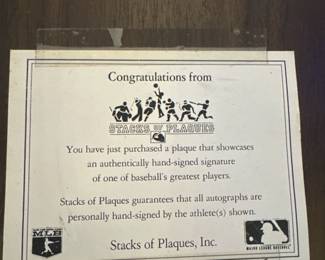 Congratulations from
STACKS OF PLAQUES
You have just purchased a plaque that showcases
an authentically hand-signed signature
of one of baseball's greatest players.
Stacks of Plaques guarantees that all autographs are
personally hand-signed by the athlete(s) shown.
Stacks of Plaques, Inc.
MLB
MAJOR LEAGUE BASEBALL